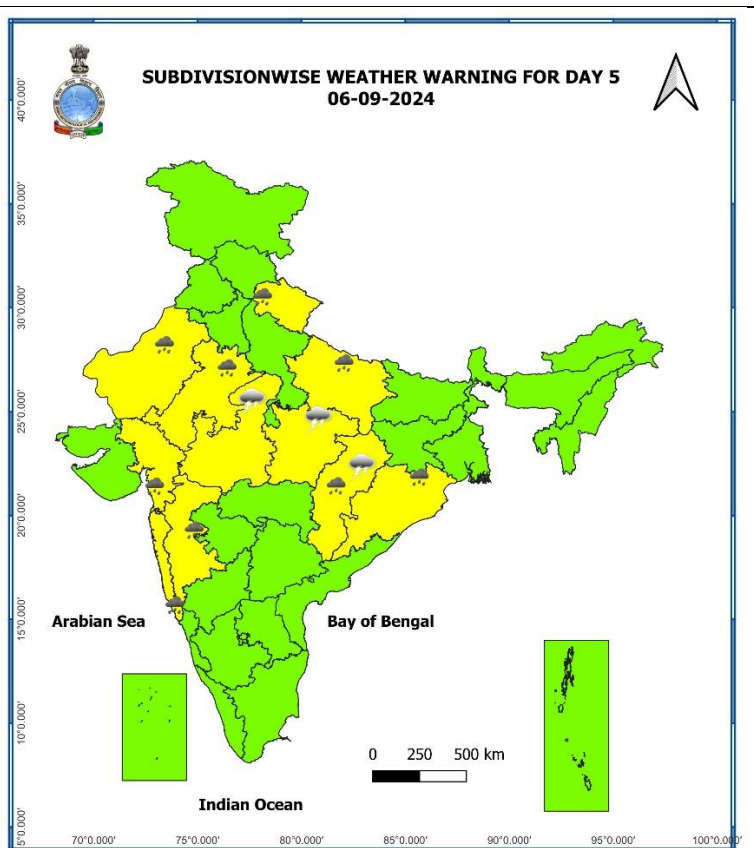 SUBDIVISIONWISE WEATHER WARNING FOR DAY 5
06-09-2024
40°0.000'
35°0.000'
30°0.000'
25°0.000'
20°0.000'
15°0.000'
10°0.000'
5°0.000'
Arabian Sea
Bay of Bengal
0 250 500 km
Indian Ocean
70°0.000' 75°0.000' 80°0.000' 85°0.000' 90°0.000' 95°0.000' 100°0.000'